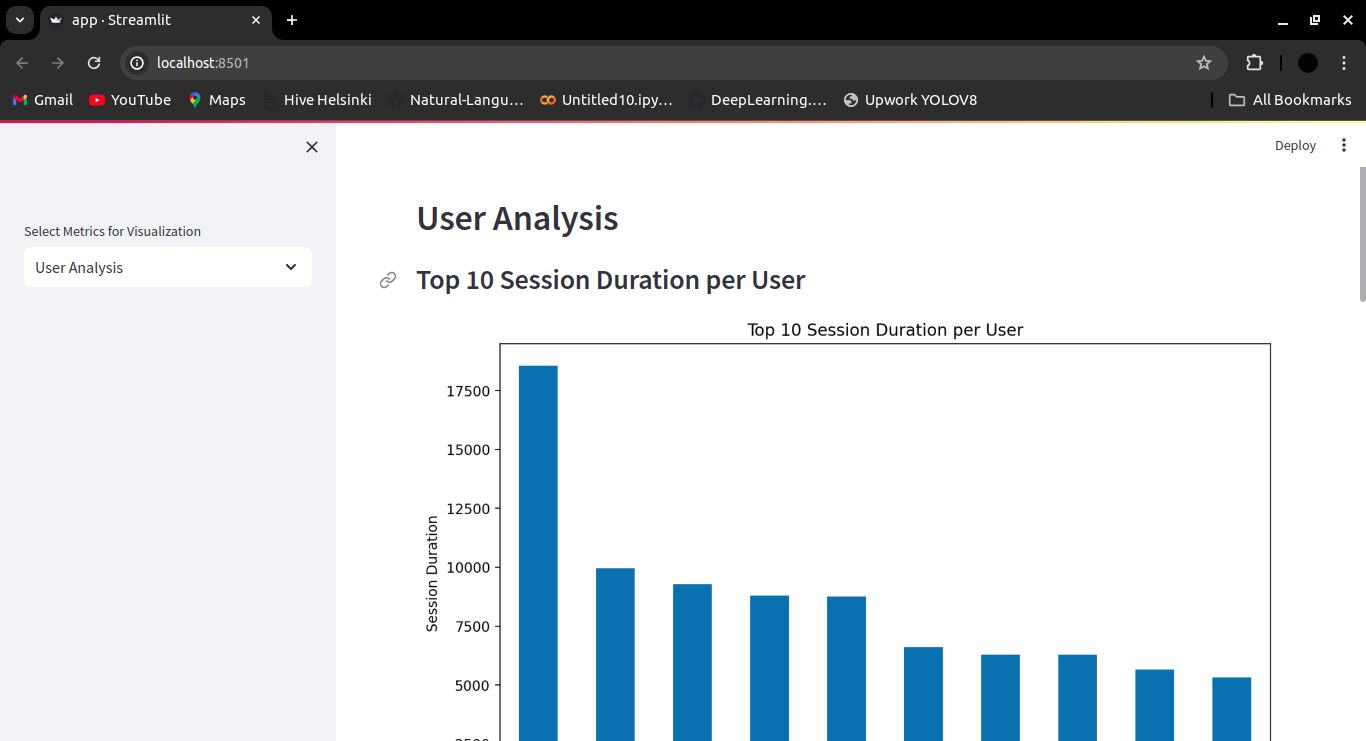 app · Streamlit
localhost:8501
Gmail
YouTube
Maps
Hive Helsinki
Natural-Langu…
Untitled10.ipy…
DeepLearning.…
Upwork YOLOV8
All Bookmarks
Deploy
Select Metrics for Visualization
User Analysis
User Analysis
Top 10 Session Duration per User
Top 10 Session Duration per User
Session Duration
17500
15000
12500
10000
7500
5000
2500